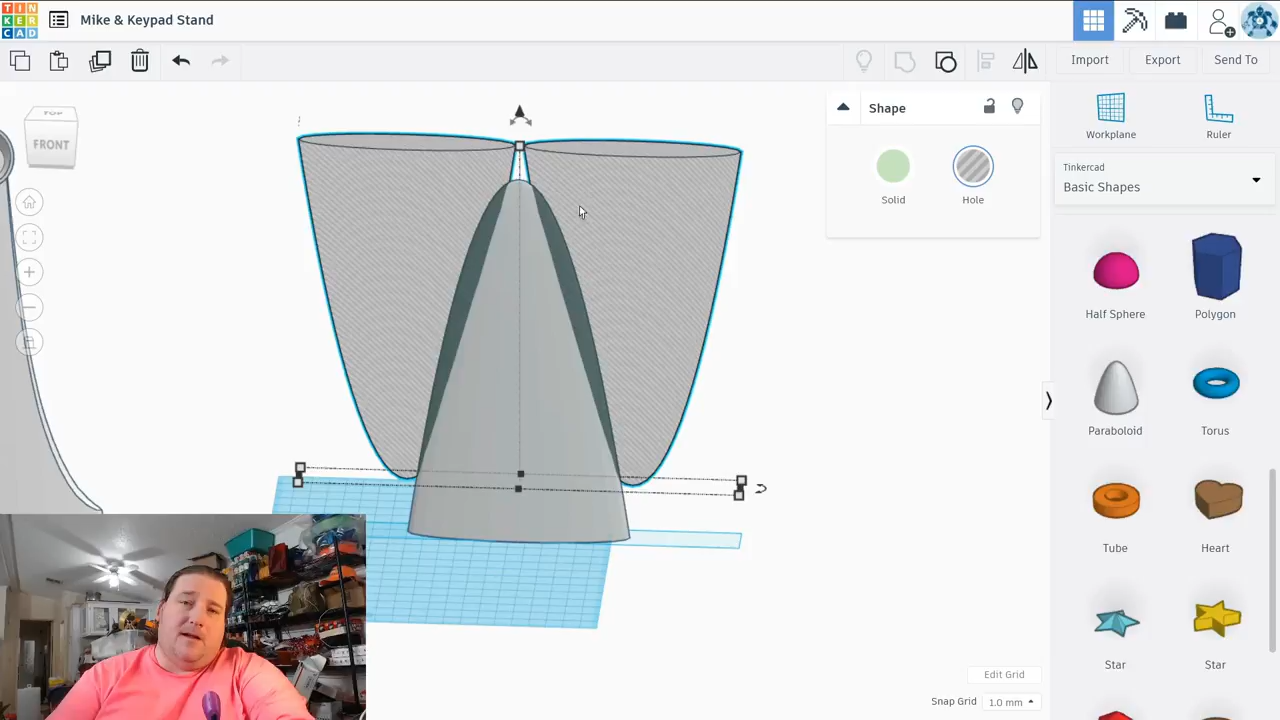 TIN
KER
CAD
Mike & Keypad Stand
Import
Export
Send To
TOP
FRONT
Shape
Solid
Hole
Workplane
Ruler
Tinkercad
Basic Shapes
Half Sphere
Polygon
Paraboloid
Torus
Tube
Heart
Star
Star
Edit Grid
Snap Grid
1.0 mm